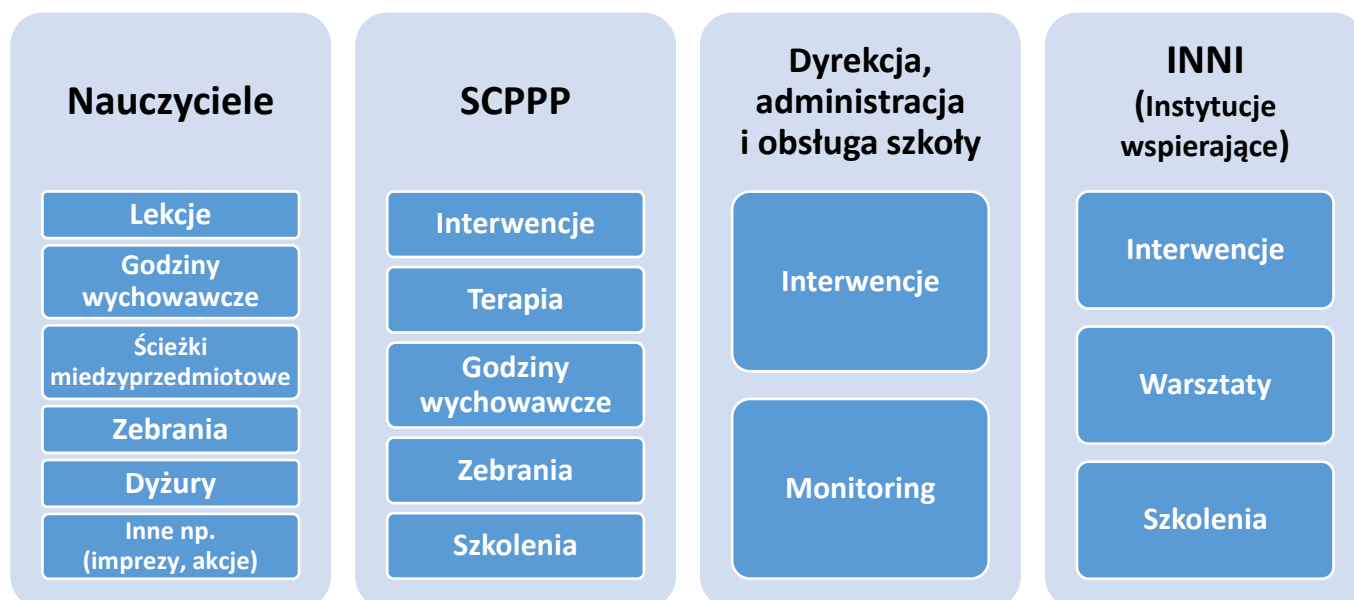 Nauczyciele
Lekcje
Godziny
wychowawcze
Ścieżki
miedzyprzedmiotowe
Zebrania
Dyżury
Inne np.
(imprezy, akcje)
SCPPP
Interwencje
Terapia
Godziny
wychowawcze
Zebrania
Szkolenia
Dyrekcja,
administracja
i obsługa szkoły
Interwencje
Monitoring
INNI
(Instytucje
wspierające)
Interwencje
Warsztaty
Szkolenia